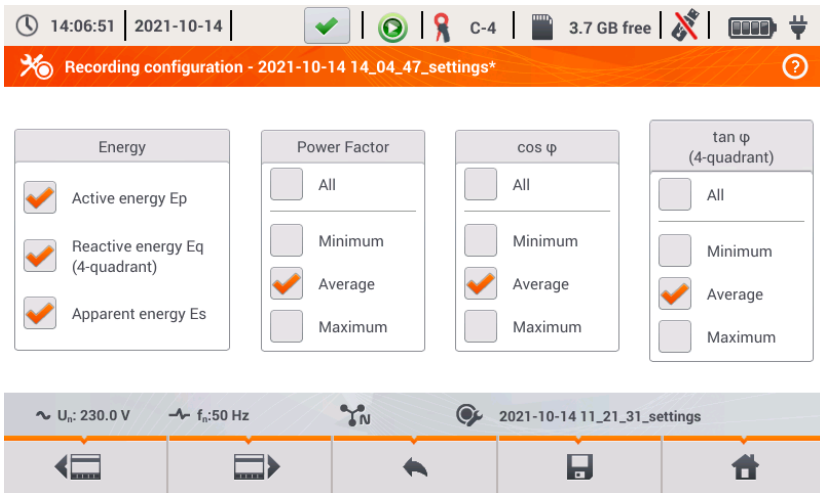 14:06:51 2021-10-14 C-4 3.7 GB free
Recording configuration - 2021-10-14 14_04_47_settings* ?
Energy
Active energy Ep
Reactive energy Eq
(4-quadrant)
Apparent energy Es
Power Factor
All
Minimum
Average
Maximum
cos φ
All
Minimum
Average
Maximum
tan φ
(4-quadrant)
All
Minimum
Average
Maximum
Un: 230.0 V fn:50 Hz N 2021-10-14 11_21_31_settings